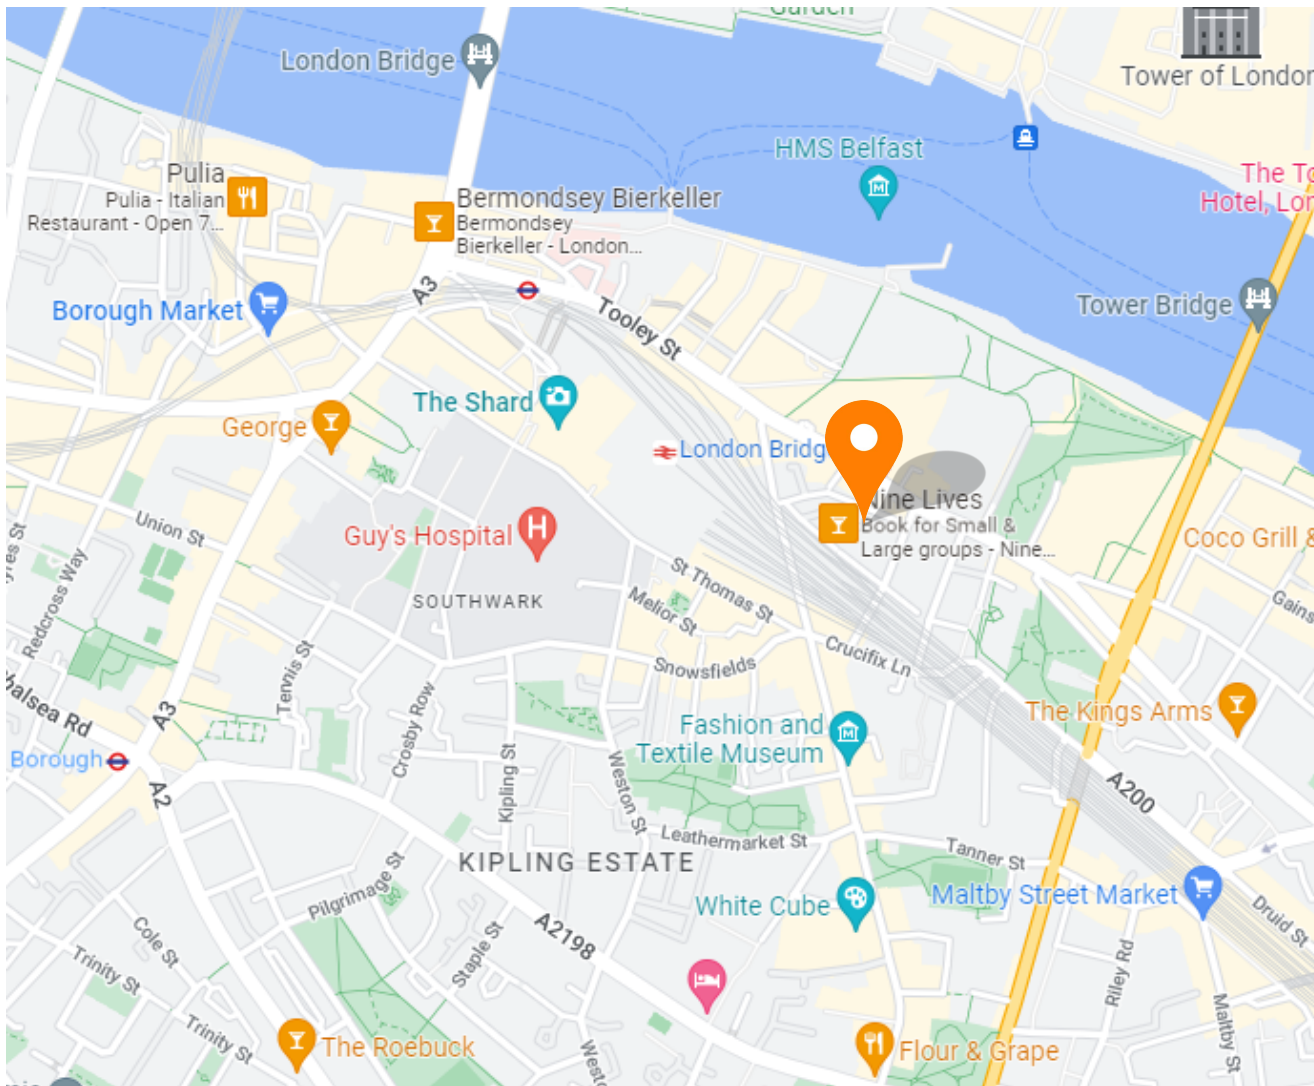 Garden
London Bridge
Tower of London
HMS Belfast
Pulia
Pulia - Italian
Restaurant - Open 7...
Bermondsey Bierkeller
Bermondsey
Bierkeller - London...
The To
Hotel, Lon
A3
Borough Market
Tooley St
Tower Bridge
The Shard
George
London Bridg
Nine Lives
Book for Small &
Large groups - Nine...
Union St
Guy's Hospital
Coco Grill &
Redcross Way
St Thomas St
SOUTHWARK
Melior St
Gains
Crucifix Ln
Snowsfields
Tervis St
A3
Crosby Row
The Kings Arms
Fashion and
Textile Museum
Borough
Kipling St
Weston St
A2
A200
Leathermarket St
Tanner St
KIPLING ESTATE
Pilgrimage St
White Cube
Maltby Street Market
A2198
Druid St
Cole St
Staple St
Trinity St
Riley Rd
Maltby St
Trinity St
The Roebuck
Flour & Grape